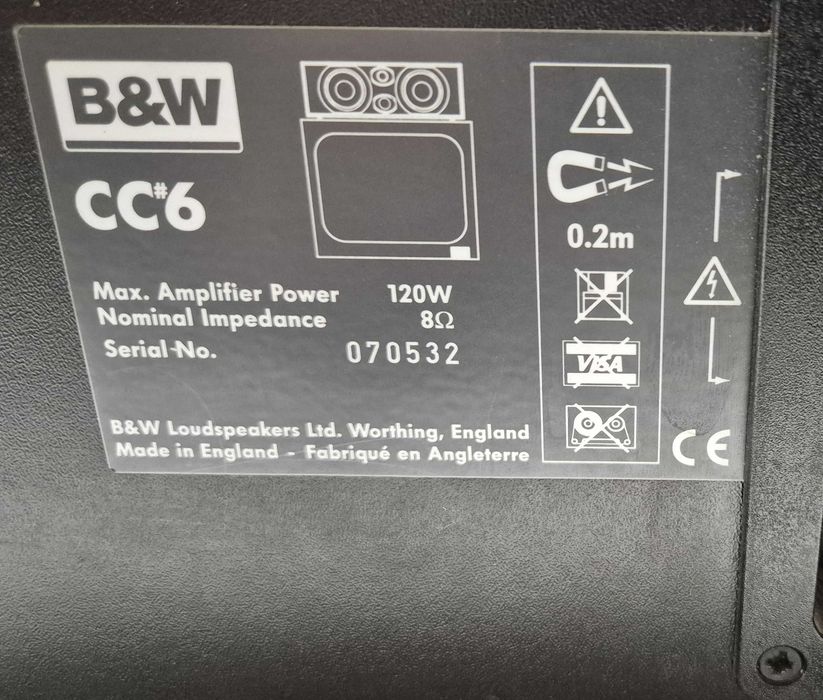 B&W
CC#6
Max. Amplifier Power 120W
Nominal Impedance 8Ω
Serial No. 070532
B&W Loudspeakers Ltd. Worthing, England
Made in England - Fabriqué en Angleterre
0.2m
VISA
CE